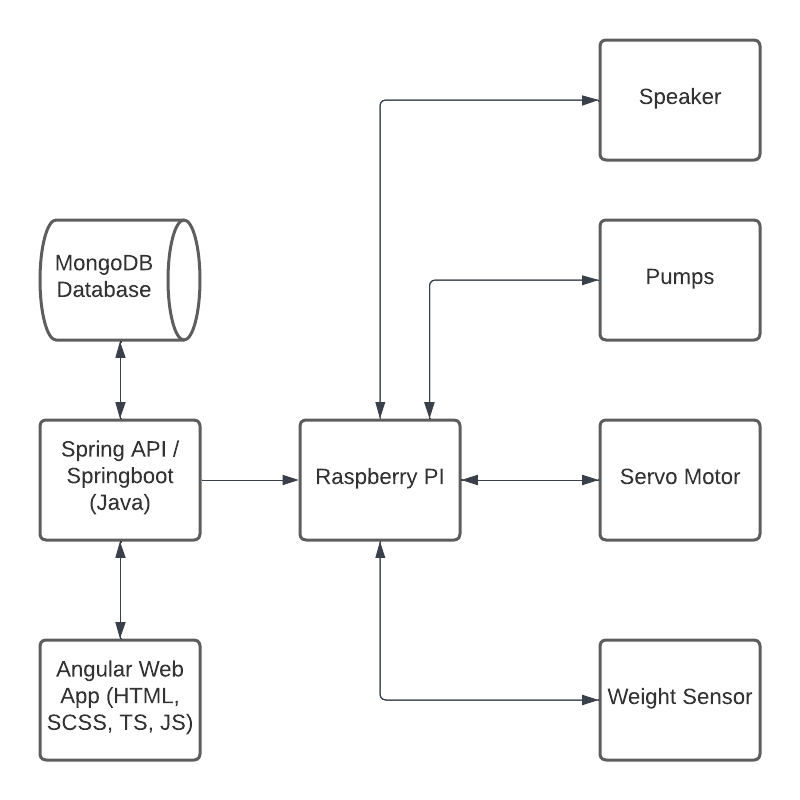 Speaker
MongoDB
Database
Pumps
Spring API /
Springboot
(Java)
Raspberry PI
Servo Motor
Angular Web
App (HTML,
SCSS, TS, JS)
Weight Sensor